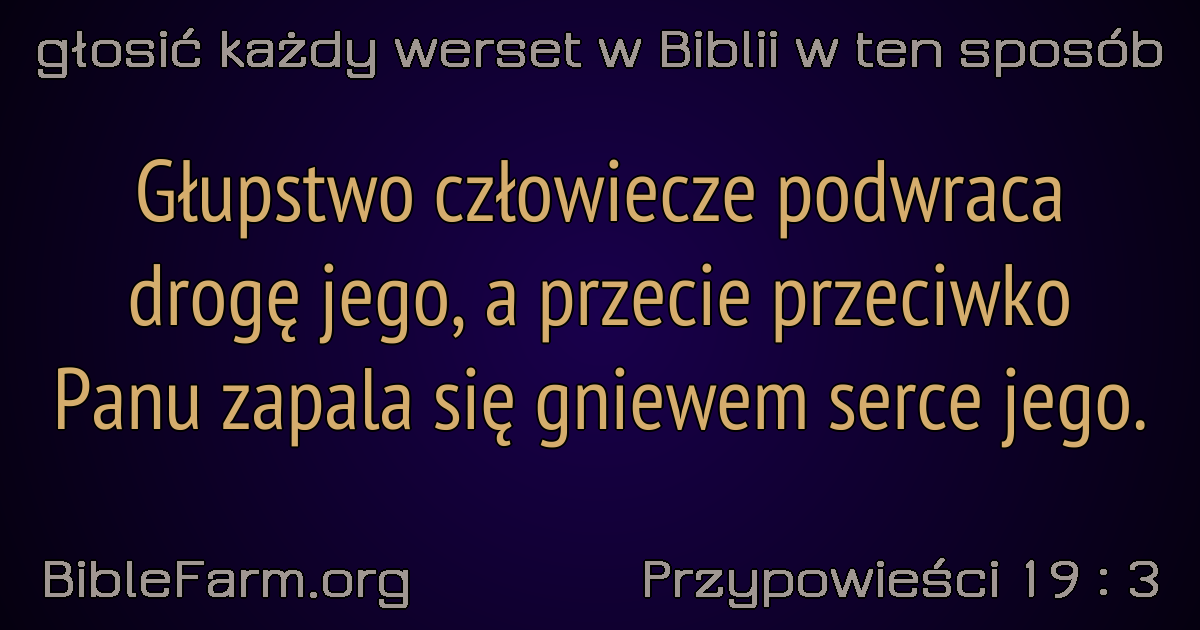 głosić każdy werset w Biblii w ten sposób
Głupstwo człowiecze podwraca
drogę jego, a przecie przeciwko
Panu zapala się gniewem serce jego.
BibleFarm.org
Przypowieści 19 : 3